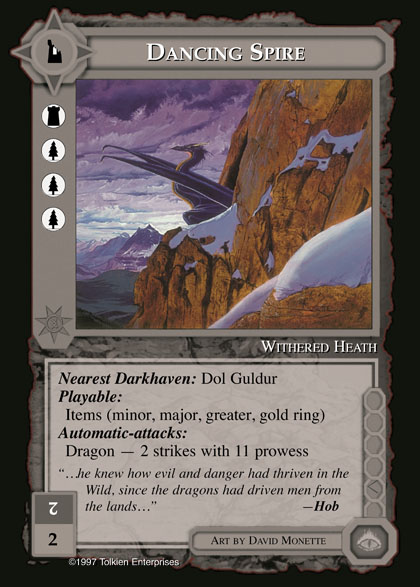 Dancing Spire
Withered Heath
Nearest Darkhaven: Dol Guldur
Playable:
Items (minor, major, greater, gold ring)
Automatic-attacks:
Dragon — 2 strikes with 11 prowess
“…he knew how evil and danger had thriven in the
Wild, since the dragons had driven men from
the lands…” —Hob
2
2
Art by David Monette
©1997 Tolkien Enterprises